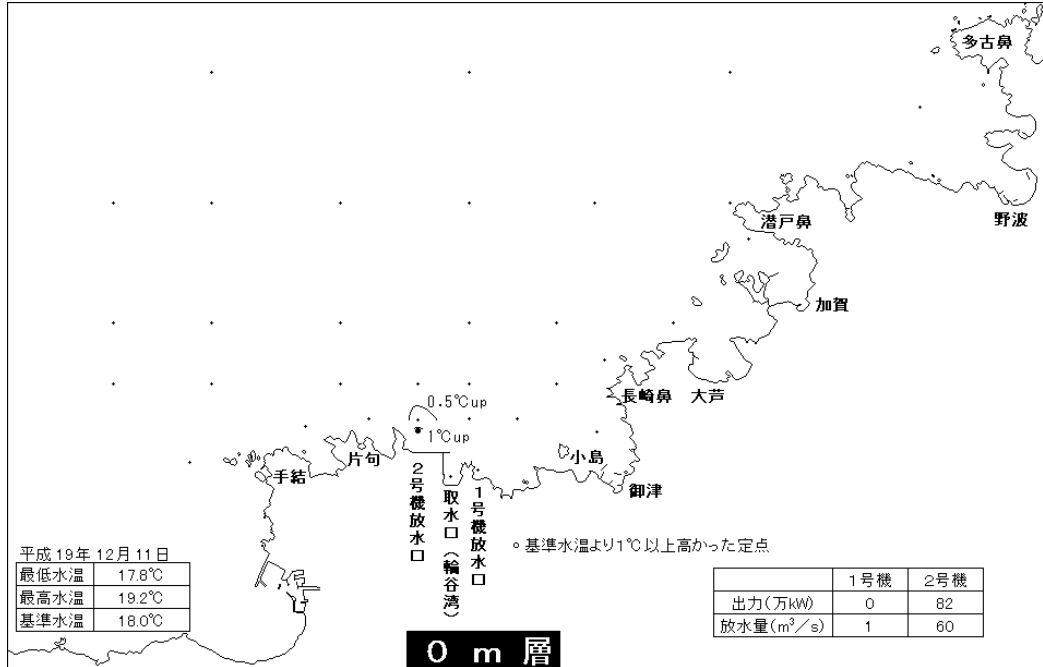 多古鼻
野波
潜戸鼻
加賀
長崎鼻
大芦
0.5℃up
1℃up
手結
片句
小島
御津
2号機放水口
取水口(輪谷湾)
1号機放水口
基準水温より1℃以上高かった定点
平成19年12月11日
最低水温 17.8℃
最高水温 19.2℃
基準水温 18.0℃
1号機 2号機
出力(万kW) 0 82
放水量(m³/s) 1 60
0m層